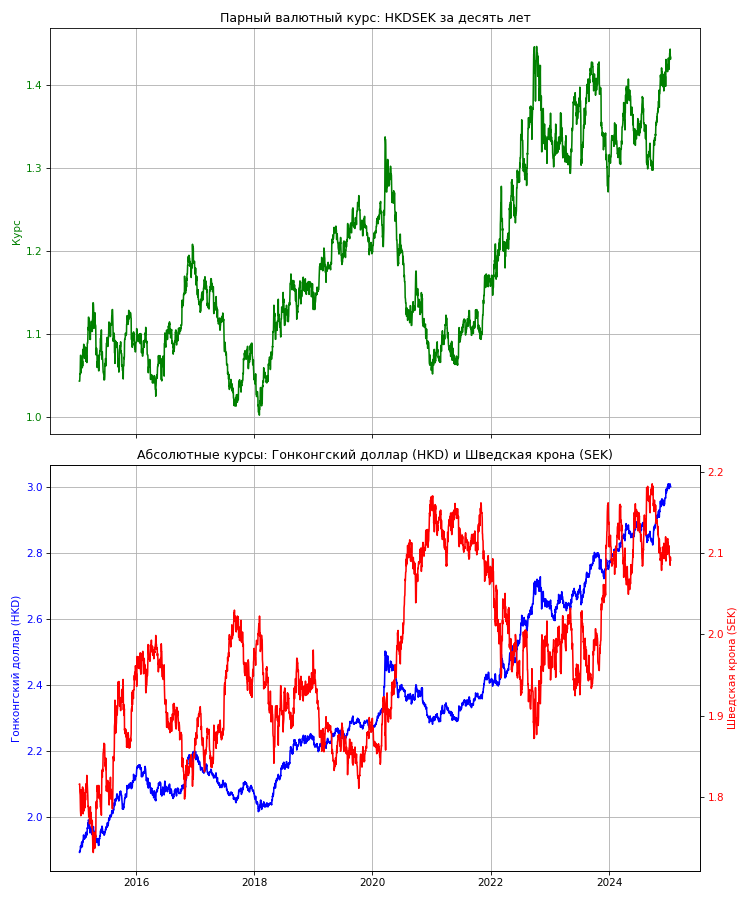 Парный валютный курс: HKDSEK за десять лет
1.4
1.3
1.2
1.1
1.0
Курс
Абсолютные курсы: Гонконгский доллар (HKD) и Шведская крона (SEK)
3.0
2.8
2.6
2.4
2.2
2.0
Гонконгский доллар (HKD)
2.2
2.1
2.0
1.9
1.8
Шведская крона (SEK)
2016 2018 2020 2022 2024